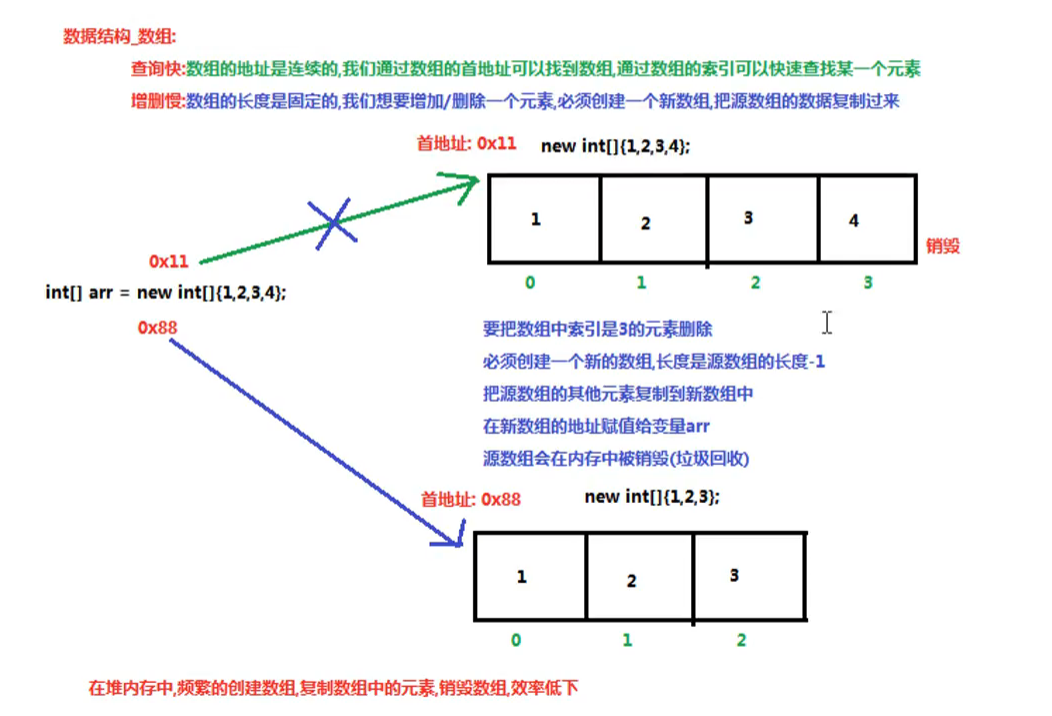 数据结构_数组:
查询快:数组的地址是连续的,我们通过数组的首地址可以找到数组,通过数组的索引可以快速查找某一个元素
增删慢:数组的长度是固定的,我们想要增加/删除一个元素,必须创建一个新数组,把源数组的数据复制过来
首地址: 0x11 new int[]{1,2,3,4};
1 2 3 4
销毁
0x11
0 1 2 3
int[] arr = new int[]{1,2,3,4};
0x88
要把数组中索引是3的元素删除
必须创建一个新的数组,长度是源数组的长度-1
把源数组的其他元素复制到新数组中
在新数组的地址赋值给变量arr
源数组会在内存中被销毁(垃圾回收)
首地址: 0x88 new int[]{1,2,3};
1 2 3
0 1 2
在堆内存中,频繁的创建数组,复制数组中的元素,销毁数组,效率低下